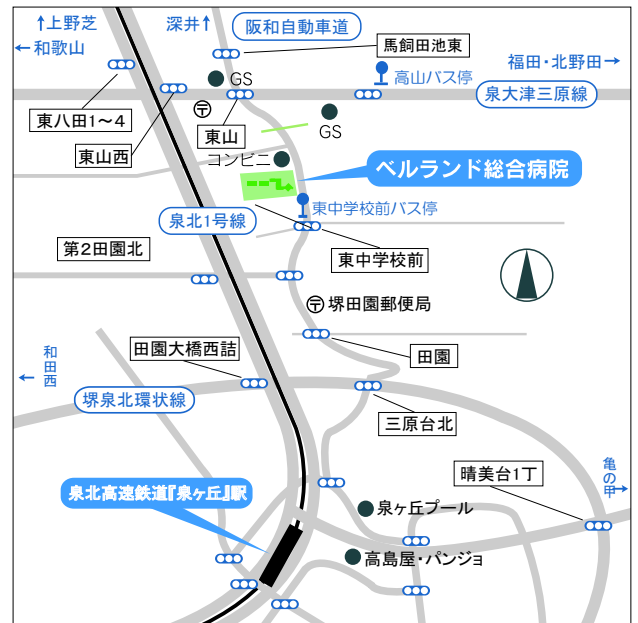 ↑上野芝
←和歌山
深井↑
阪和自動車道
馬飼田池東
福田・北野田→
GS
高山バス停
泉大津三原線
〒
東八田1〜4
東山
GS
東山西
コンビニ
ベルランド総合病院
東中学校前バス停
泉北1号線
第2田園北
東中学校前
〒堺田園郵便局
田園大橋西詰
田園
←和田西
堺泉北環状線
三原台北
晴美台1丁
亀の甲→
泉北高速鉄道『泉ヶ丘』駅
泉ヶ丘プール
高島屋・パンジョ